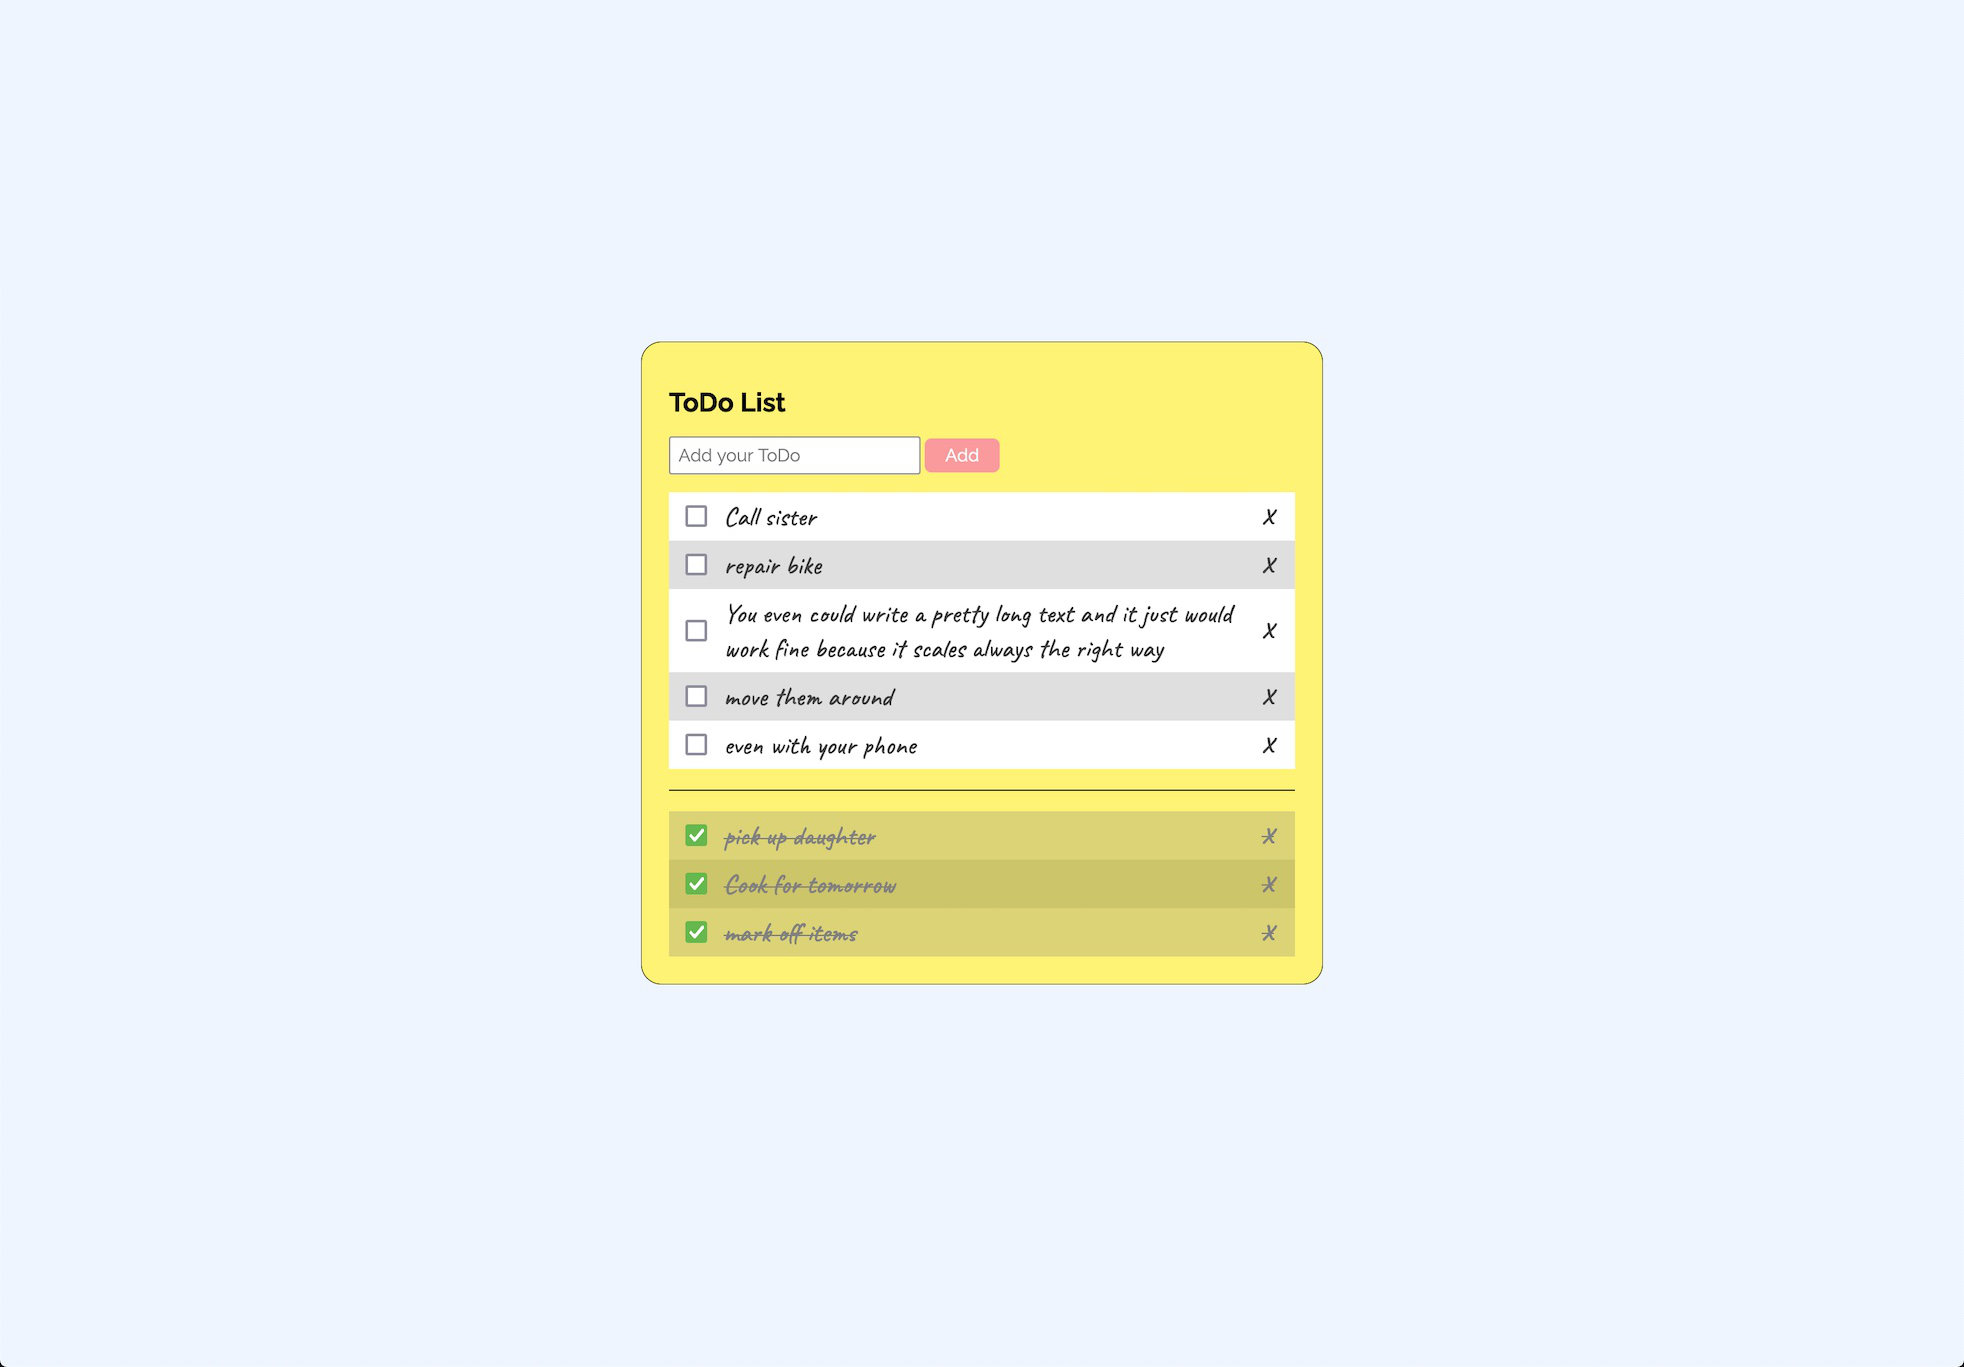 ToDo List
Add your ToDo Add
Call sister X
repair bike X
You even could write a pretty long text and it just would
work fine because it scales always the right way X
move them around X
even with your phone X
pick up daughter X
Cook for tomorrow X
mark off items X